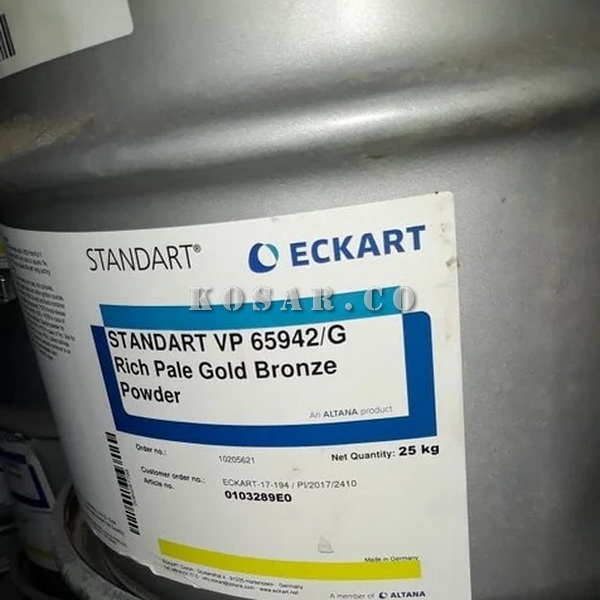 STANDART®
ECKART
KOSAR.CO
STANDART VP 65942/G
Rich Pale Gold Bronze
Powder
An ALTANA product
Order no.: 10205621
Net Quantity: 25 kg
Customer order no.: ECKART-17-194 / PI/2017/2410
Article no. 0103289E0
Made in Germany
A member of ALTANA